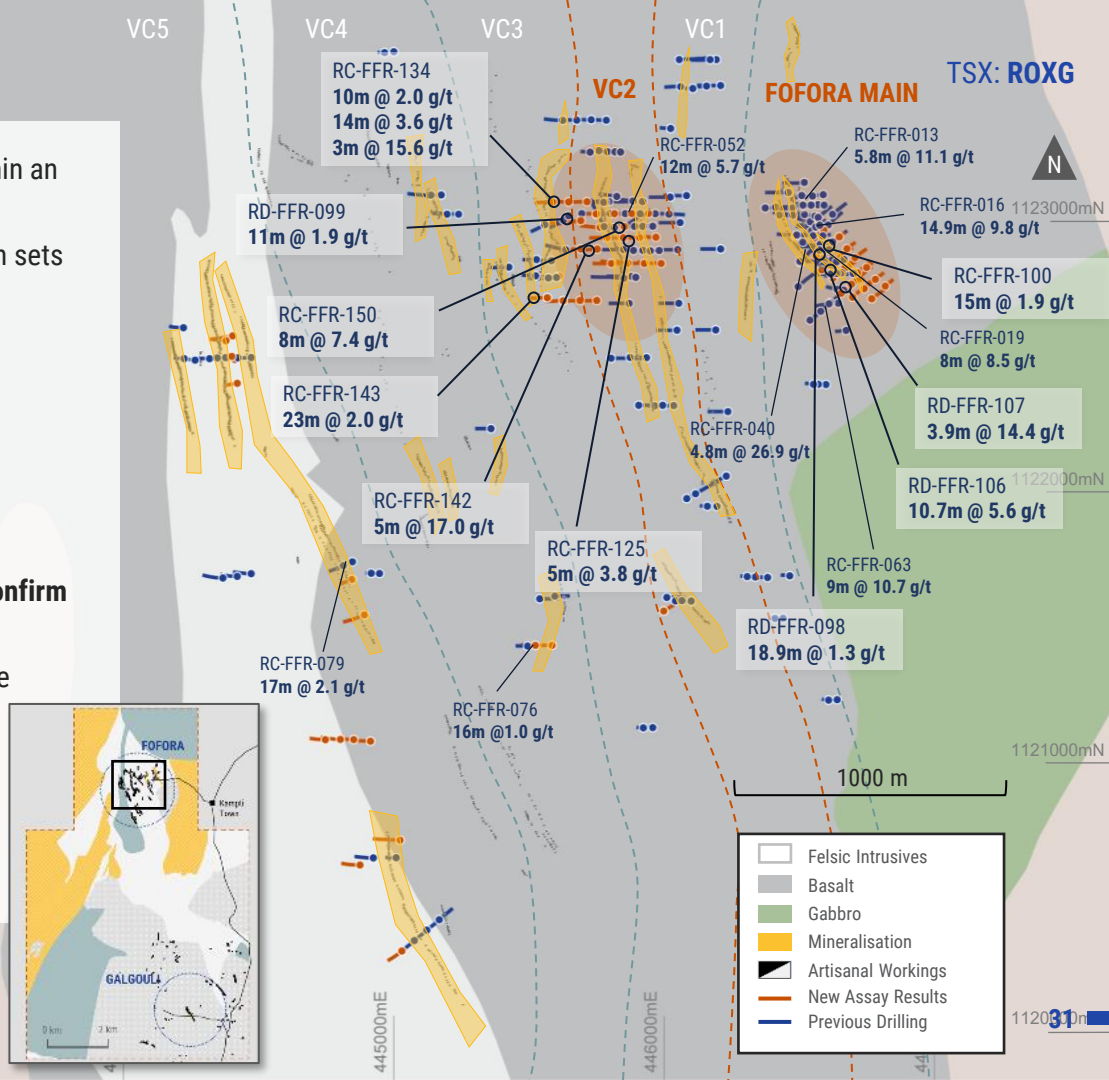 VC5
VC4
VC3
VC1
VC2
FOFORA MAIN
TSX: ROXG
N
RC-FFR-134
10m @ 2.0 g/t
14m @ 3.6 g/t
3m @ 15.6 g/t
RC-FFR-052
12m @ 5.7 g/t
RC-FFR-013
5.8m @ 11.1 g/t
RD-FFR-099
11m @ 1.9 g/t
RC-FFR-016
14.9m @ 9.8 g/t
1123000mN
RC-FFR-100
15m @ 1.9 g/t
RC-FFR-150
8m @ 7.4 g/t
RC-FFR-019
8m @ 8.5 g/t
RC-FFR-143
23m @ 2.0 g/t
RD-FFR-107
3.9m @ 14.4 g/t
RC-FFR-040
4.8m @ 26.9 g/t
RD-FFR-106
10.7m @ 5.6 g/t
1122000mN
RC-FFR-142
5m @ 17.0 g/t
RC-FFR-125
5m @ 3.8 g/t
RC-FFR-063
9m @ 10.7 g/t
RD-FFR-098
18.9m @ 1.3 g/t
RC-FFR-079
17m @ 2.1 g/t
RC-FFR-076
16m @1.0 g/t
1121000mN
1000 m
ain an
n sets
onfirm
e
FOFORA
Kampti
Town
GALGOULI
0 km
2 km
Felsic Intrusives
Basalt
Gabbro
Mineralisation
Artisanal Workings
New Assay Results
Previous Drilling
445000mE
446000mE
31